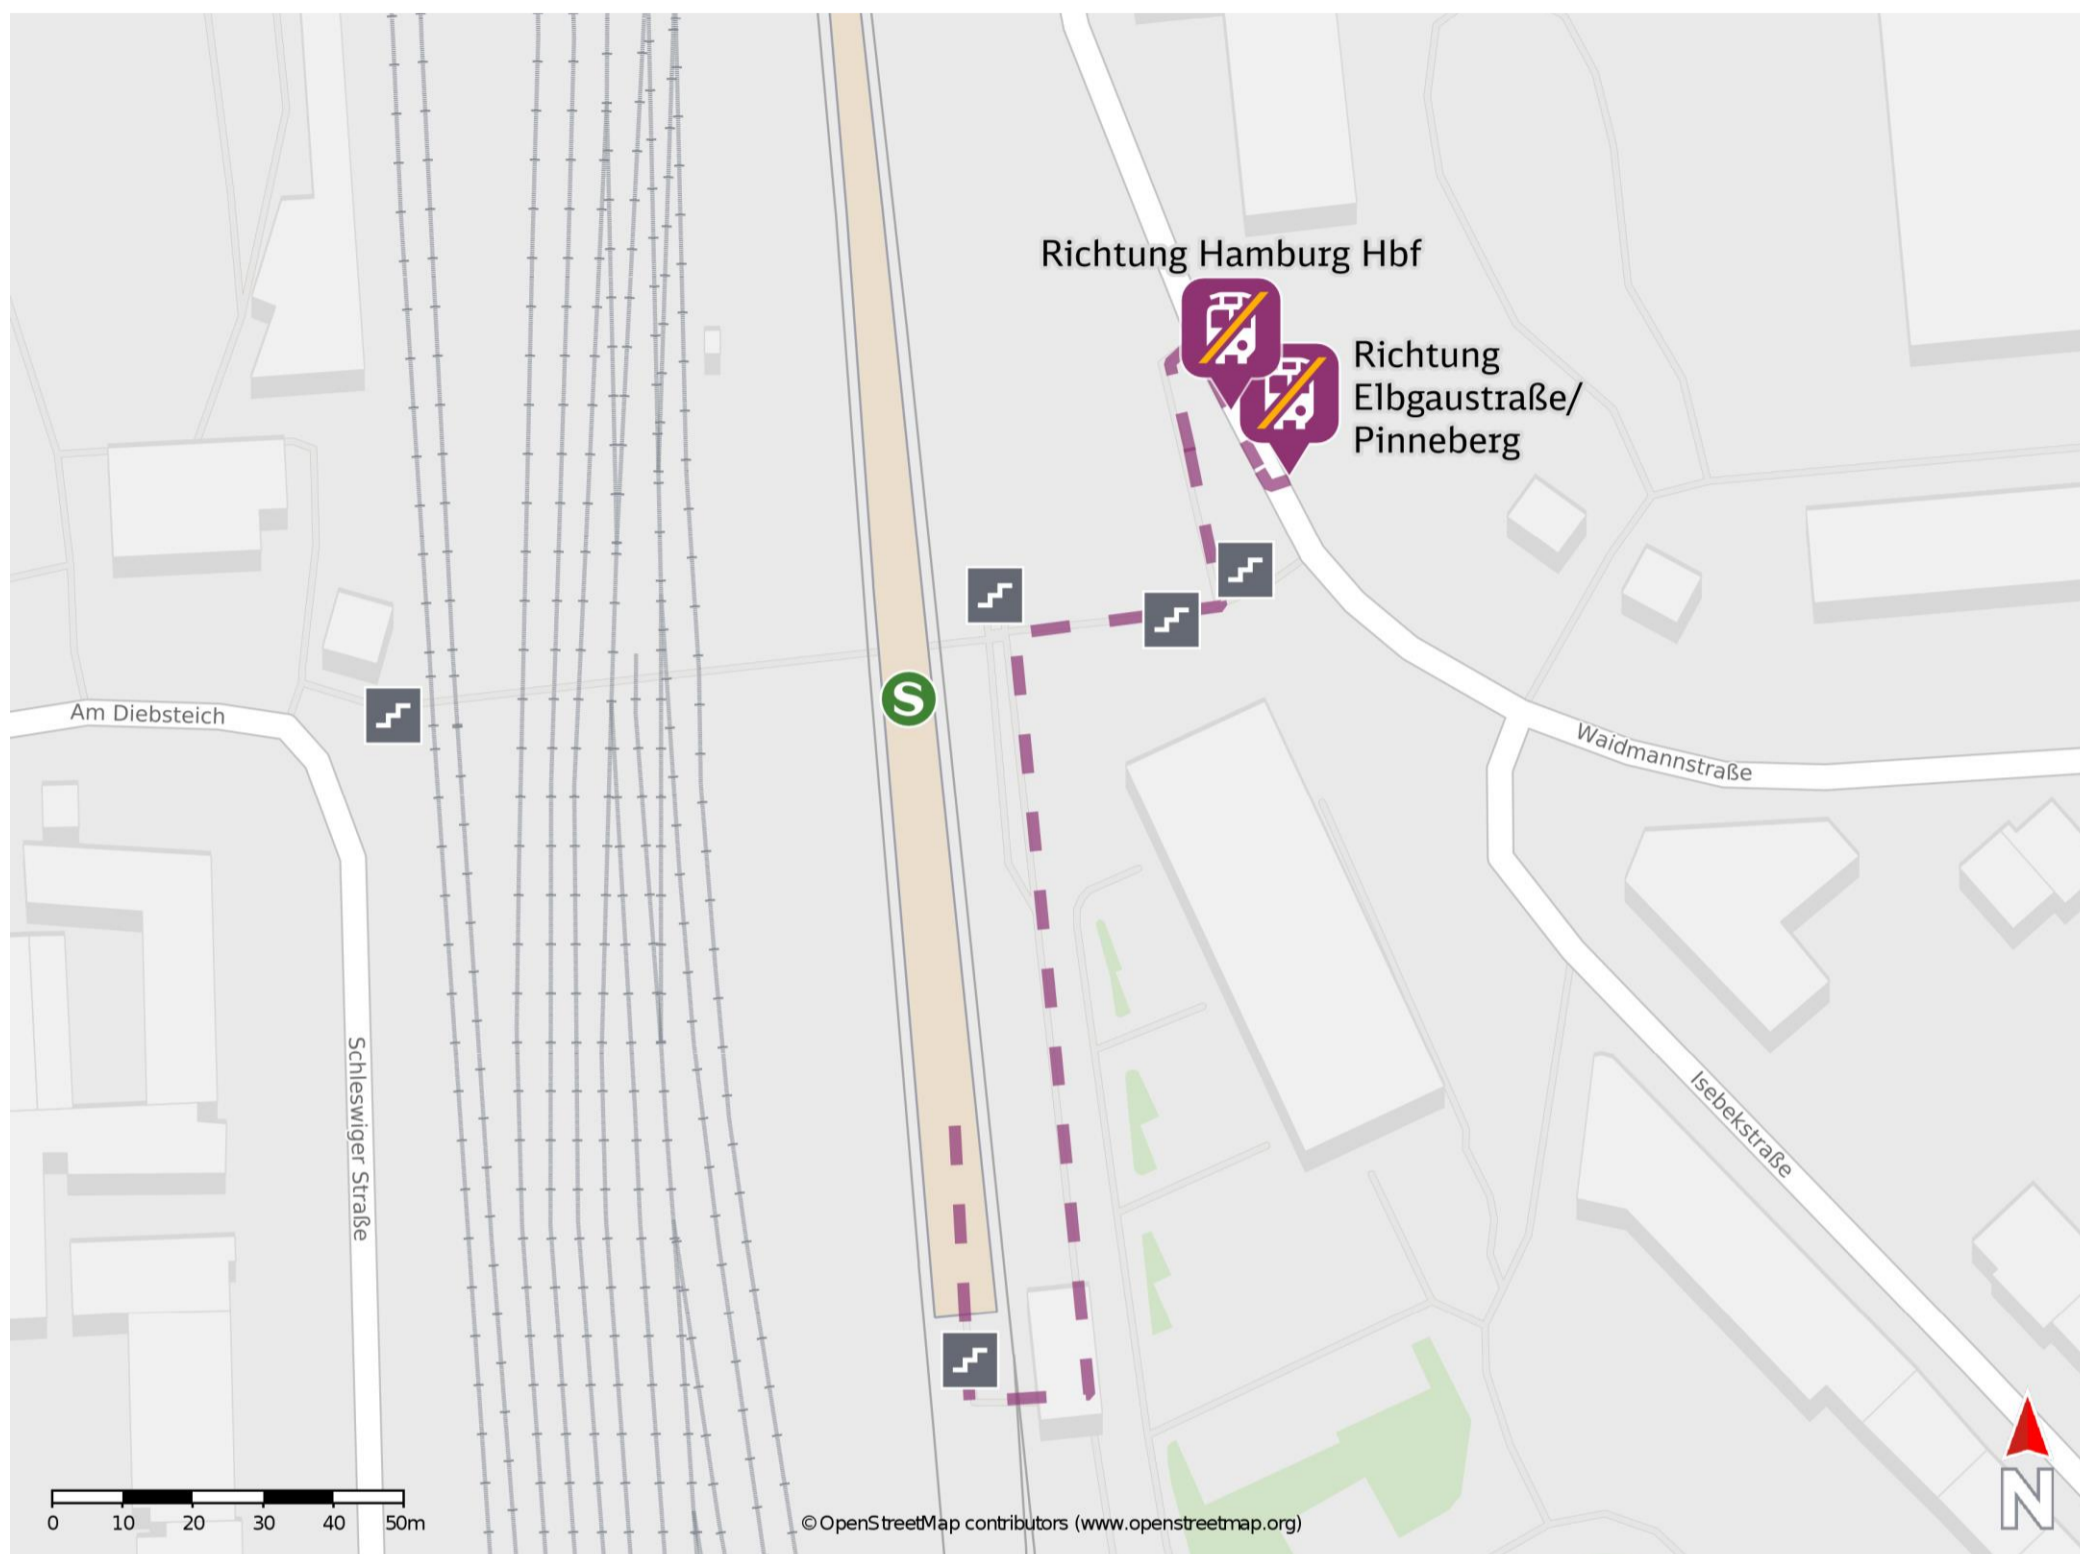 Richtung Hamburg Hbf
Richtung
Elbgaustraße/
Pinneberg
S
Am Diebsteich
Waidmannstraße
Schleswiger Straße
Isebekstraße
N
0 10 20 30 40 50m
©OpenStreetMap contributors (www.openstreetmap.org)